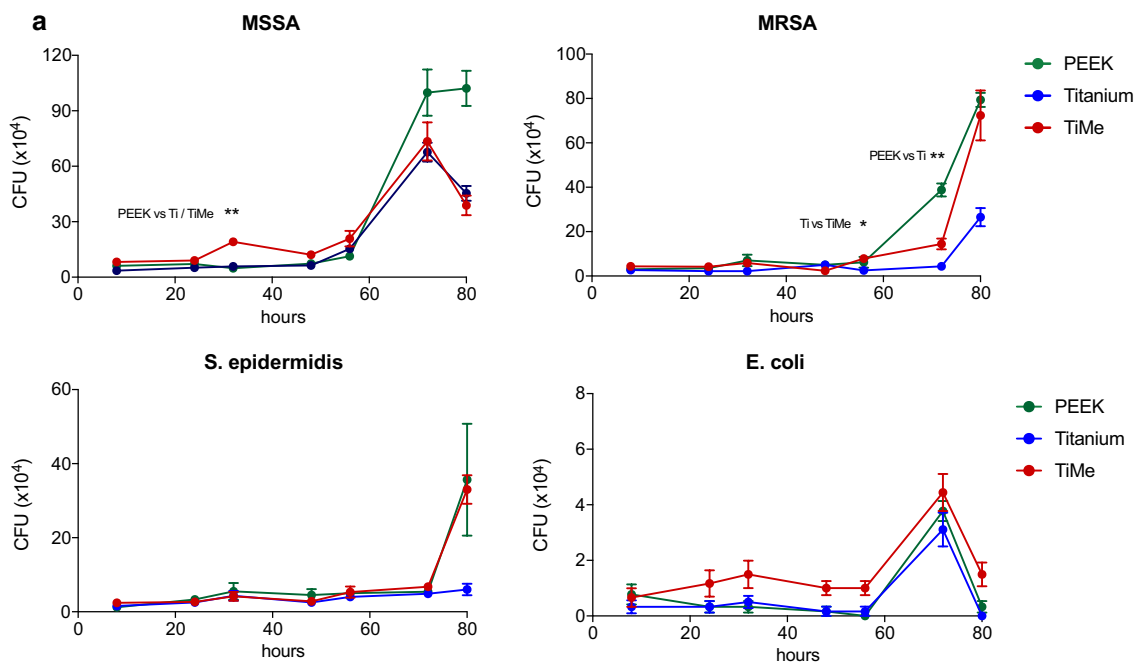 a
MSSA
CFU (x10⁴)
120
90
60
30
0
PEEK vs Ti / TiMe **
0 20 40 60 80
hours
MRSA
CFU (x10⁴)
100
80
60
40
20
0
PEEK vs Ti **
Ti vs TiMe *
0 20 40 60 80
hours
PEEK
Titanium
TiMe
S. epidermidis
CFU (x10⁴)
60
40
20
0
0 20 40 60 80
hours
E. coli
CFU (x10⁴)
8
6
4
2
0
0 20 40 60 80
hours
PEEK
Titanium
TiMe